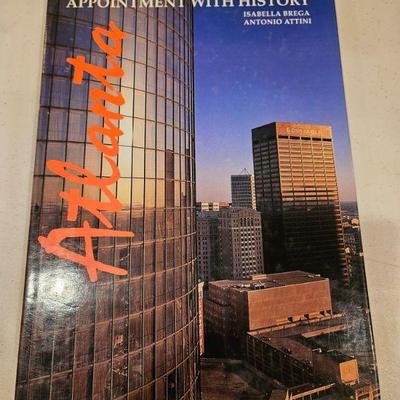 APPOINTMENT WITH HISTORY
ISABELLA BREGA
ANTONIO ATTINI
Atlanta